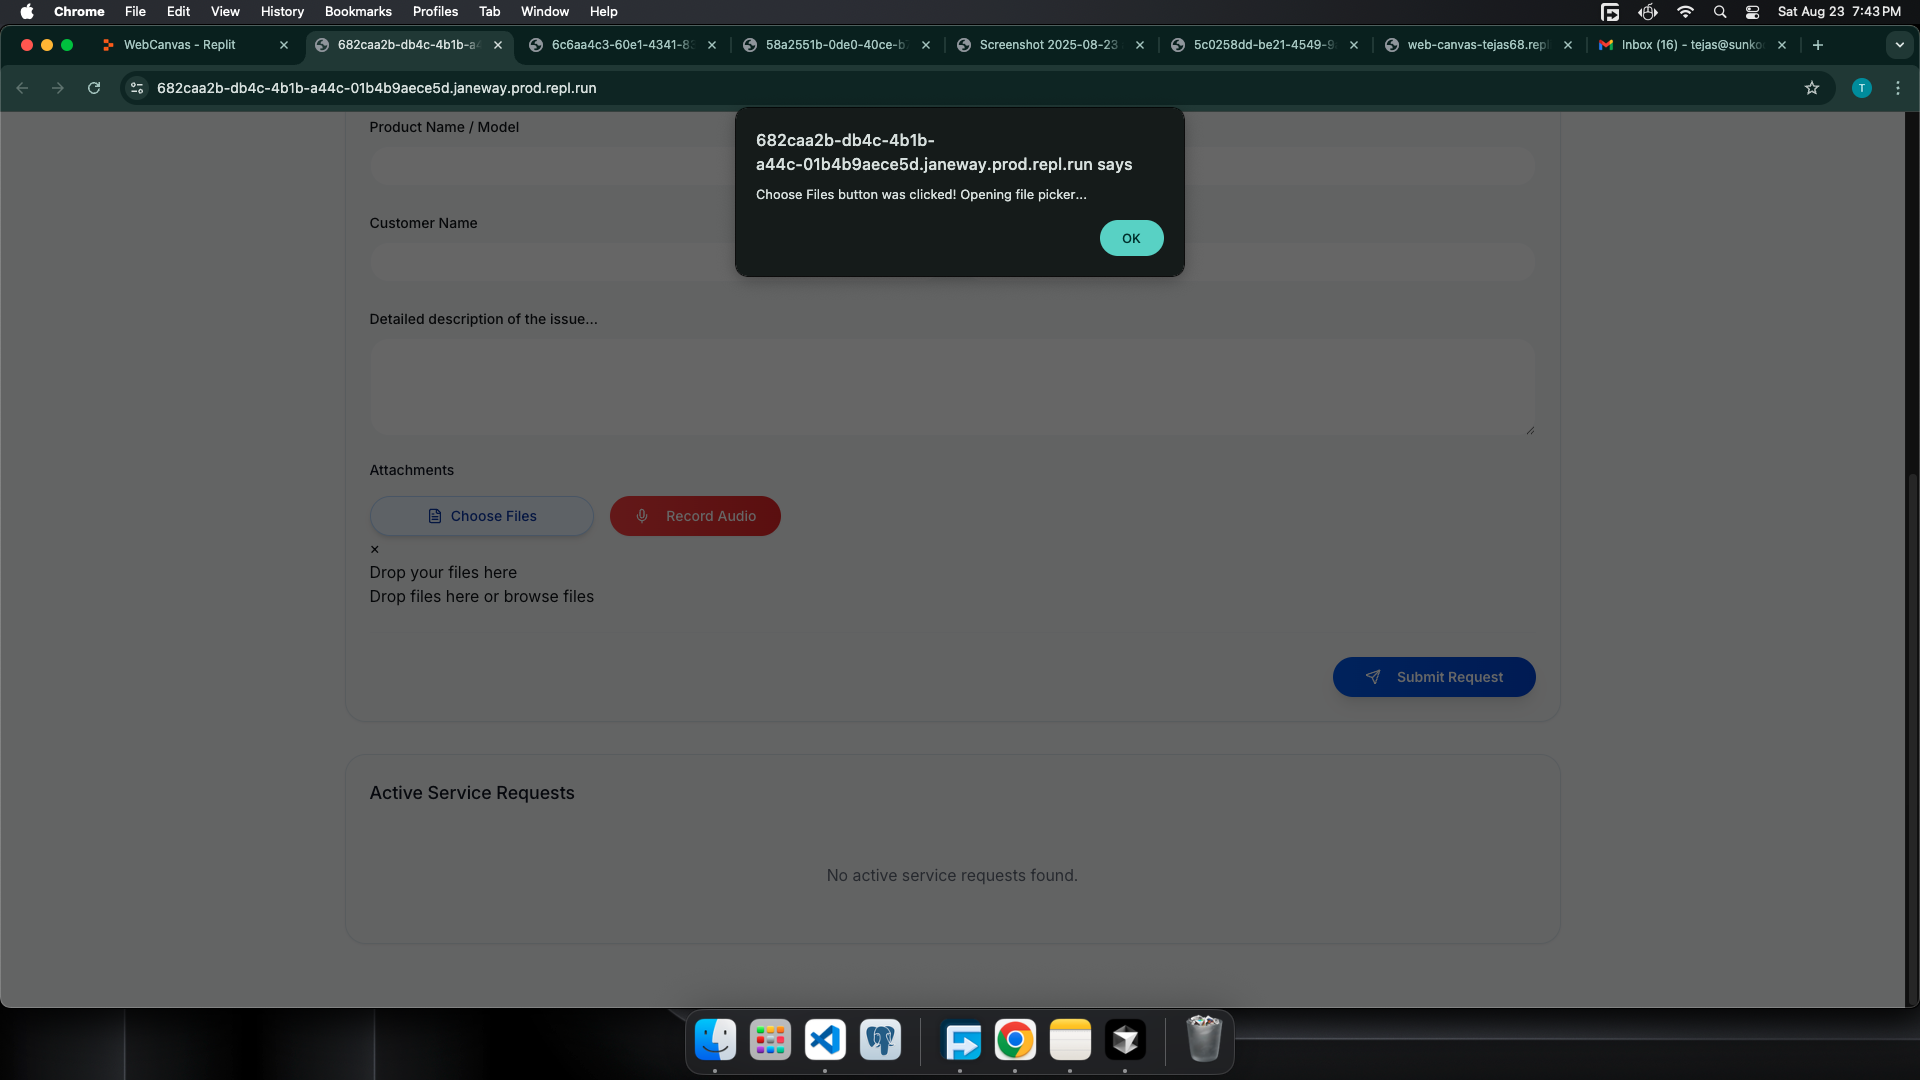 Chrome File Edit View History Bookmarks Profiles Tab Window Help Sat Aug 23 7:43 PM
WebCanvas - Replit 682caa2b-db4c-4b1b-a4 6c6aa4c3-60e1-4341-83 58a2551b-0de0-40ce-b Screenshot 2025-08-23 5c0258dd-be21-4549-9 web-canvas-tejas68.repl Inbox (16) - tejas@sunko
682caa2b-db4c-4b1b-a44c-01b4b9aece5d.janeway.prod.repl.run T
682caa2b-db4c-4b1b-
a44c-01b4b9aece5d.janeway.prod.repl.run says
Choose Files button was clicked! Opening file picker...
OK
Product Name / Model
Customer Name
Detailed description of the issue...
Attachments
Choose Files Record Audio
×
Drop your files here
Drop files here or browse files
Submit Request
Active Service Requests
No active service requests found.